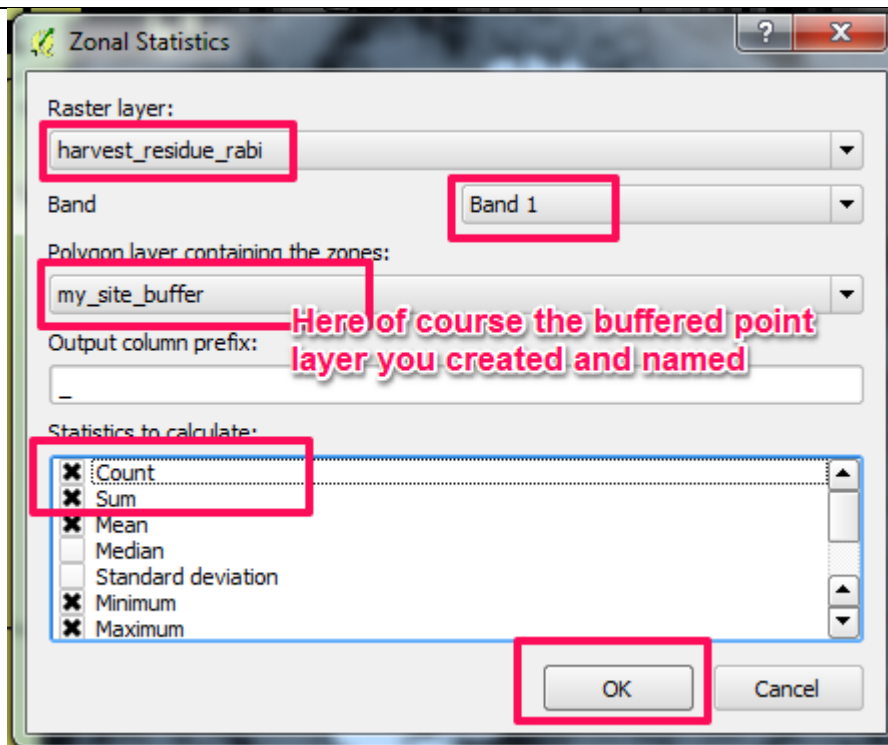 Zonal Statistics
?
X
Raster layer:
harvest_residue_rabi
Band
Band 1
Polygon layer containing the zones:
my_site_buffer
Here of course the buffered point
layer you created and named
Output column prefix:
_
Statistics to calculate:
Count
Sum
Mean
Median
Standard deviation
Minimum
Maximum
OK
Cancel